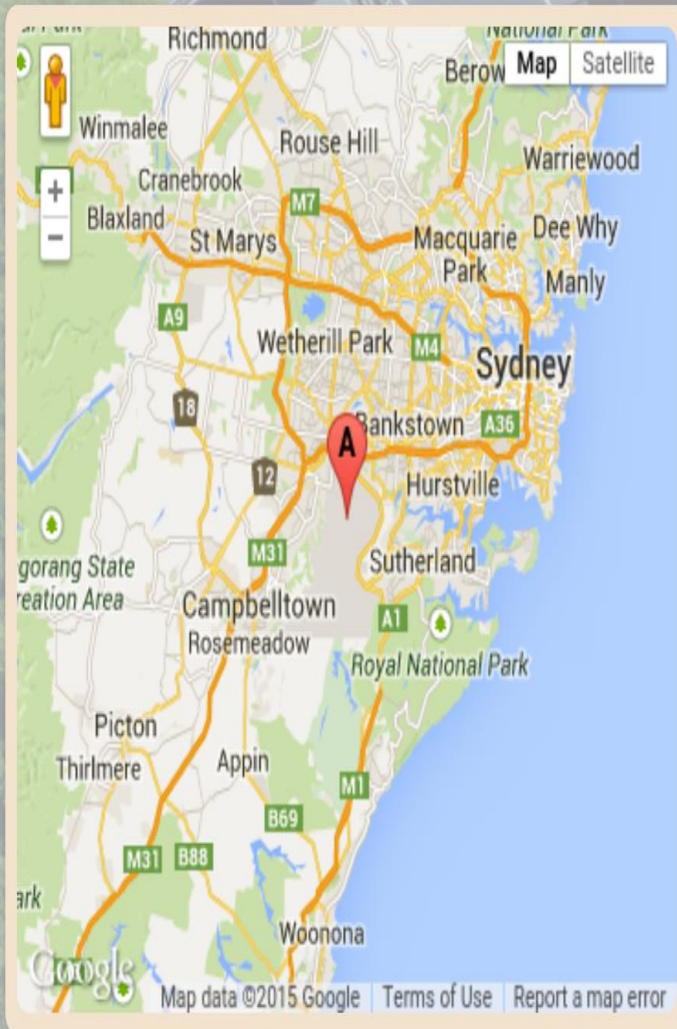 National Park
Richmond
Berow
Map
Satellite
Winmalee
Rouse Hill
Warriewood
Cranebrook
M7
Blaxland
St Marys
Macquarie
Park
Dee Why
Manly
A9
Wetherill Park
M4
Sydney
18
Bankstown
A36
A
12
Hurstville
M31
Sutherland
gorang State
reation Area
Campbelltown
A1
Rosemeadow
Royal National Park
Picton
Thirlmere
Appin
M1
B69
M31
B88
ark
Woonona
Google
Map data ©2015 Google
Terms of Use
Report a map error